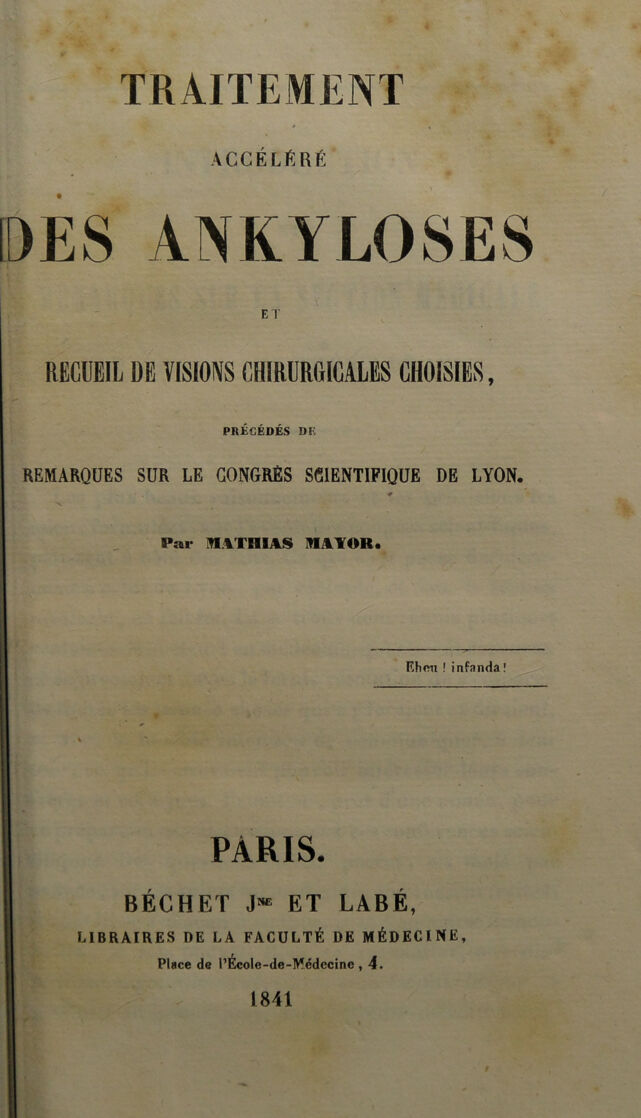 TRAITEMENT
ACCÉLÉRÉ
DES ANKYLOSES
ET
RECUEIL DE VISIONS CHIRURGICALES CHOISIES,
PRÉCÉDÉS DE
REMARQUES SUR LE CONGRÈS SCIENTIFIQUE DE LYON.
Par MATHIAS MAYOR.
Eheu ! infanda !
PARIS.
BÉCHET JNE ET LABÉ,
LIBRAIRES DE LA FACULTÉ DE MÉDECINE,
Place de l'École-de-Médecine, 4.
1841